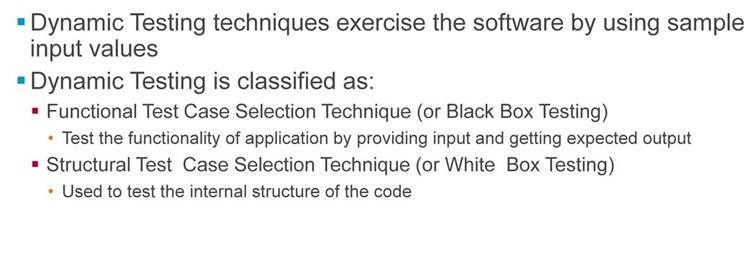 Dynamic Testing techniques exercise the software by using sample
input values
Dynamic Testing is classified as:
Functional Test Case Selection Technique (or Black Box Testing)
Test the functionality of application by providing input and getting expected output
Structural Test Case Selection Technique (or White Box Testing)
Used to test the internal structure of the code